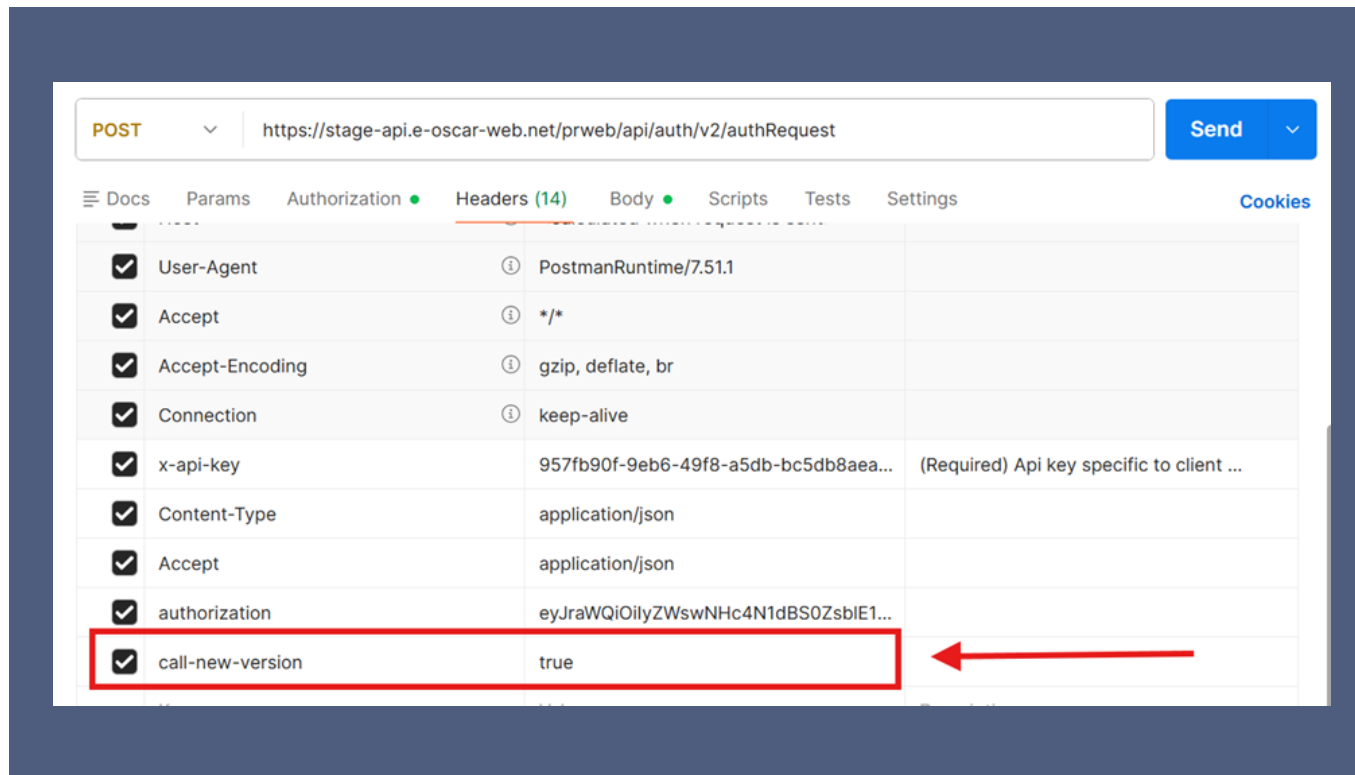 POST https://stage-api.e-oscar-web.net/prweb/api/auth/v2/authRequest Send
Docs Params Authorization Headers (14) Body Scripts Tests Settings Cookies
User-Agent PostmanRuntime/7.51.1
Accept */*
Accept-Encoding gzip, deflate, br
Connection keep-alive
x-api-key 957fb90f-9eb6-49f8-a5db-bc5db8aea... (Required) Api key specific to client ...
Content-Type application/json
Accept application/json
authorization eyJraWQiOiIyZWswNHc4N1dBS0ZsblE1...
call-new-version true